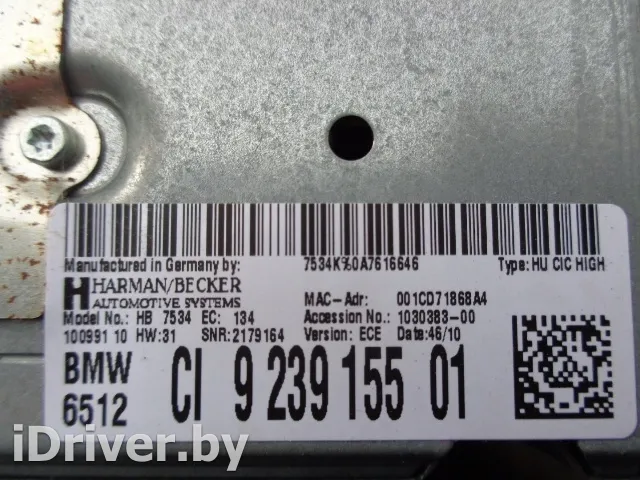 Manufactured in Germany by: 7534K%0A7616646 Type: HU CIC HIGH
H HARMAN/BECKER
AUTOMOTIVE SYSTEMS MAC-Adr: 001CD71868A4
Model No.: HB 7534 EC: 134 Accession No.: 1030383-00
100991 10 HW:31 SNR:2179164 Version: ECE Date:46/10
BMW CI 9 239 155 01
6512
iDriver.by